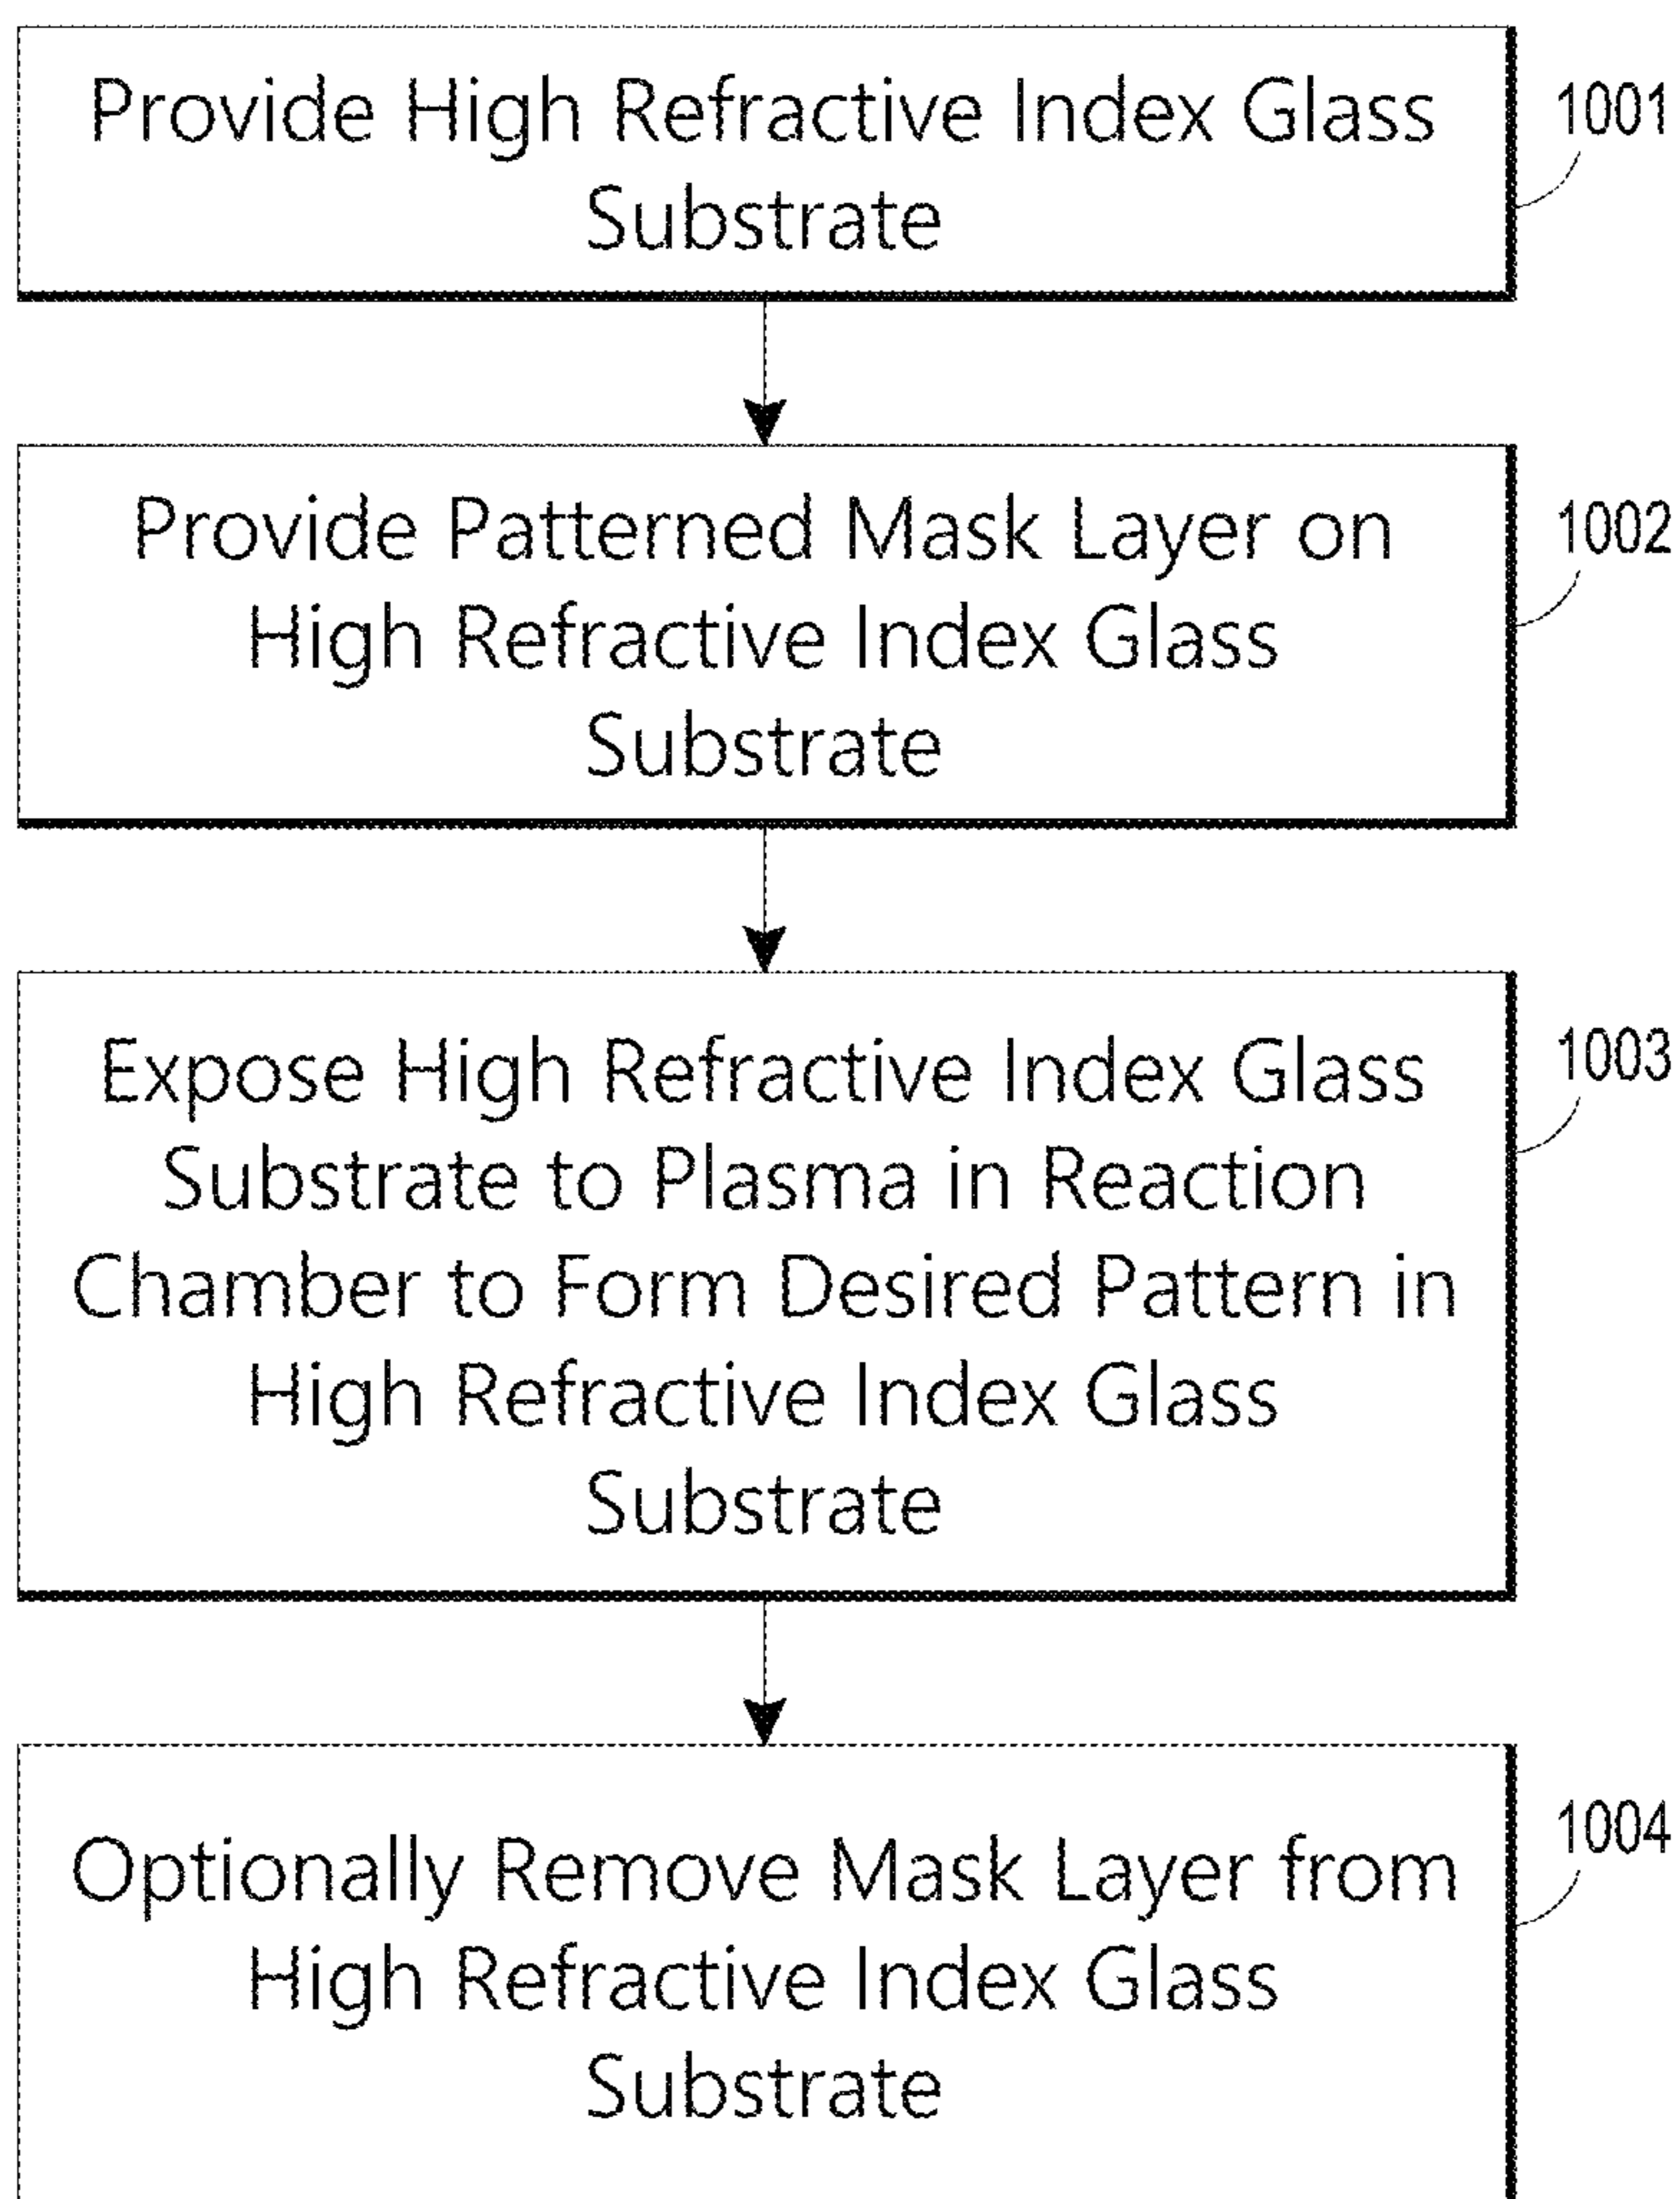 Provide High Refractive Index Glass
Substrate
1001
Provide Patterned Mask Layer on
High Refractive Index Glass
Substrate
1002
Expose High Refractive Index Glass
Substrate to Plasma in Reaction
Chamber to Form Desired Pattern in
High Refractive Index Glass
Substrate
1003
Optionally Remove Mask Layer from
High Refractive Index Glass
Substrate
1004